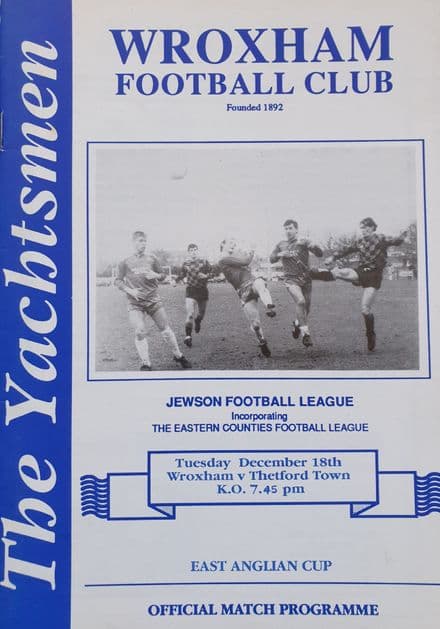 The Yachtsmen
WROXHAM
FOOTBALL CLUB
Founded 1892
JEWSON FOOTBALL LEAGUE
Incorporating
THE EASTERN COUNTIES FOOTBALL LEAGUE
Tuesday December 18th
Wroxham v Thetford Town
K.O. 7.45 pm
EAST ANGLIAN CUP
OFFICIAL MATCH PROGRAMME